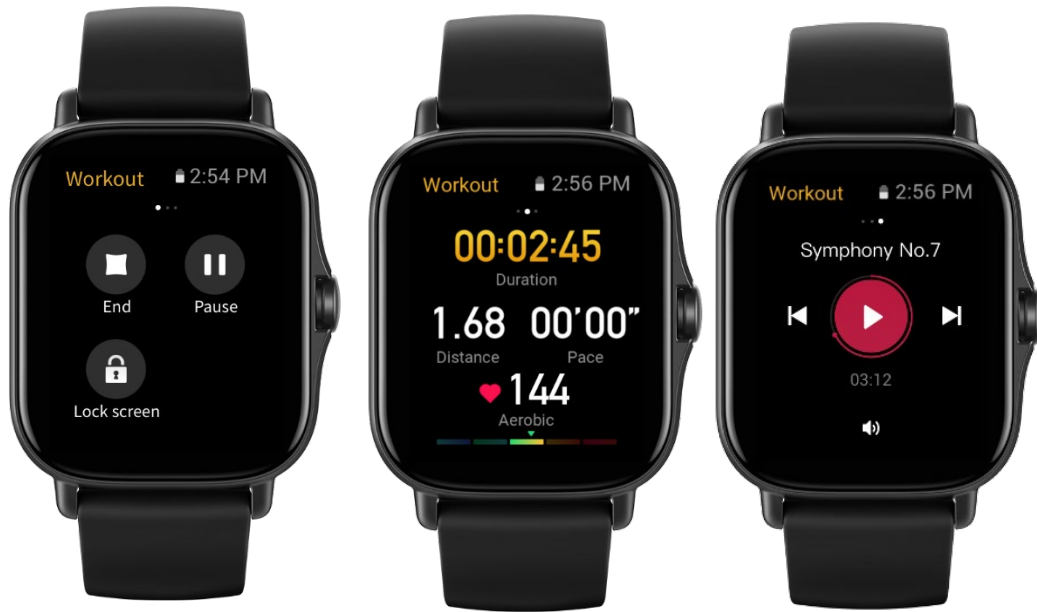 Workout 2:54 PM
End Pause
Lock screen
Workout 2:56 PM
00:02:45
Duration
1.68 00'00”
Distance Pace
144
Aerobic
Workout 2:56 PM
Symphony No.7
03:12